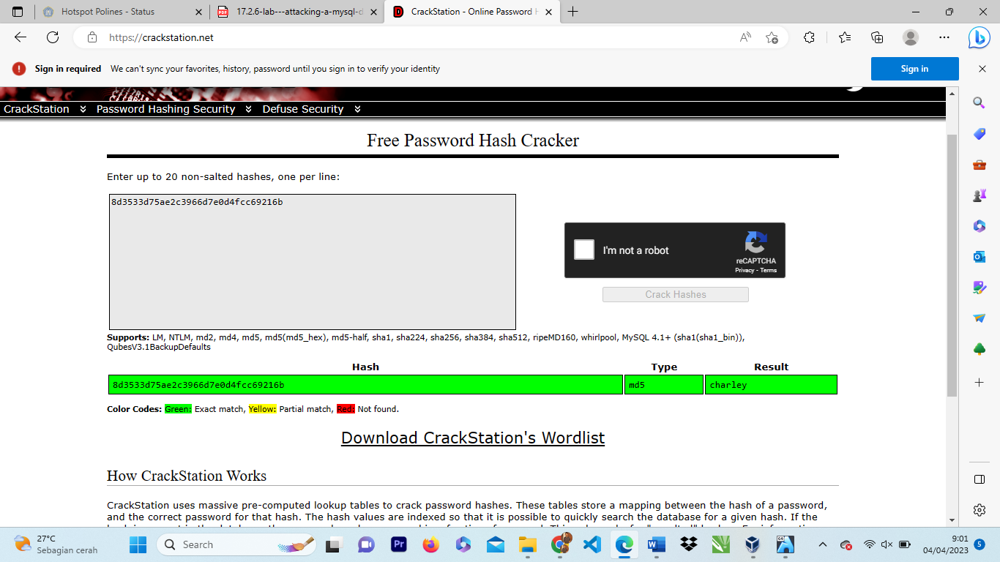 Hotspot Polines - Status
17.2.6-lab---attacking-a-mysql-d
CrackStation - Online Password H
https://crackstation.net
Sign in required We can't sync your favorites, history, password until you sign in to verify your identity
Sign in
CrackStation Password Hashing Security Defuse Security
Free Password Hash Cracker
Enter up to 20 non-salted hashes, one per line:
8d3533d75ae2c3966d7e0d4fcc69216b
I'm not a robot
reCAPTCHA
Privacy - Terms
Crack Hashes
Supports: LM, NTLM, md2, md4, md5, md5(md5_hex), md5-half, sha1, sha224, sha256, sha384, sha512, ripeMD160, whirlpool, MySQL 4.1+ (sha1(sha1_bin)),
QubesV3.1BackupDefaults
Hash Type Result
8d3533d75ae2c3966d7e0d4fcc69216b md5 charley
Color Codes: Green: Exact match, Yellow: Partial match, Red: Not found.
Download CrackStation's Wordlist
How CrackStation Works
CrackStation uses massive pre-computed lookup tables to crack password hashes. These tables store a mapping between the hash of a password,
and the correct password for that hash. The hash values are indexed so that it is possible to quickly search the database for a given hash. If the
27°C
Sebagian cerah
Search
Pr
9:01
04/04/2023
5